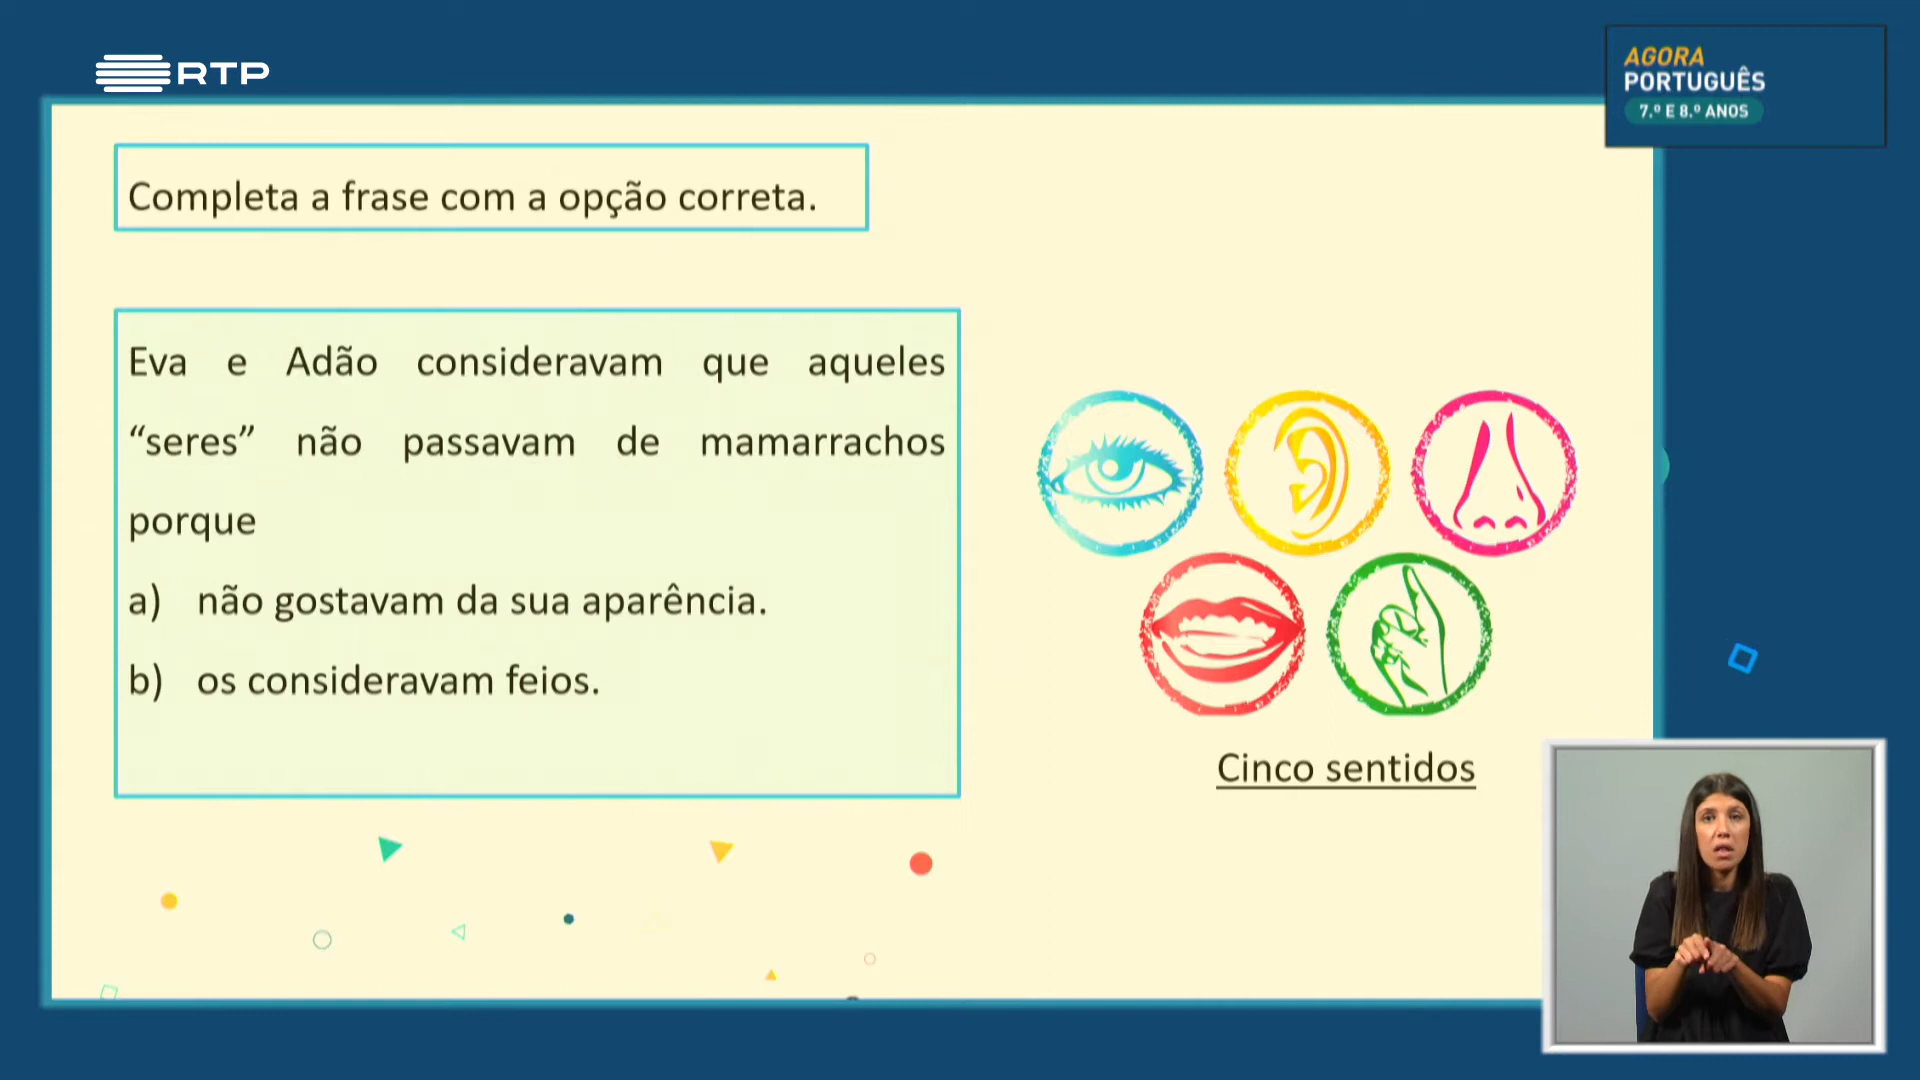 RTP
AGORA
PORTUGUÊS
7.º E 8.º ANOS
Completa a frase com a opção correta.
Eva e Adão consideravam que aqueles
“seres” não passavam de mamarrachos
porque
a) não gostavam da sua aparência.
b) os consideravam feios.
Cinco sentidos